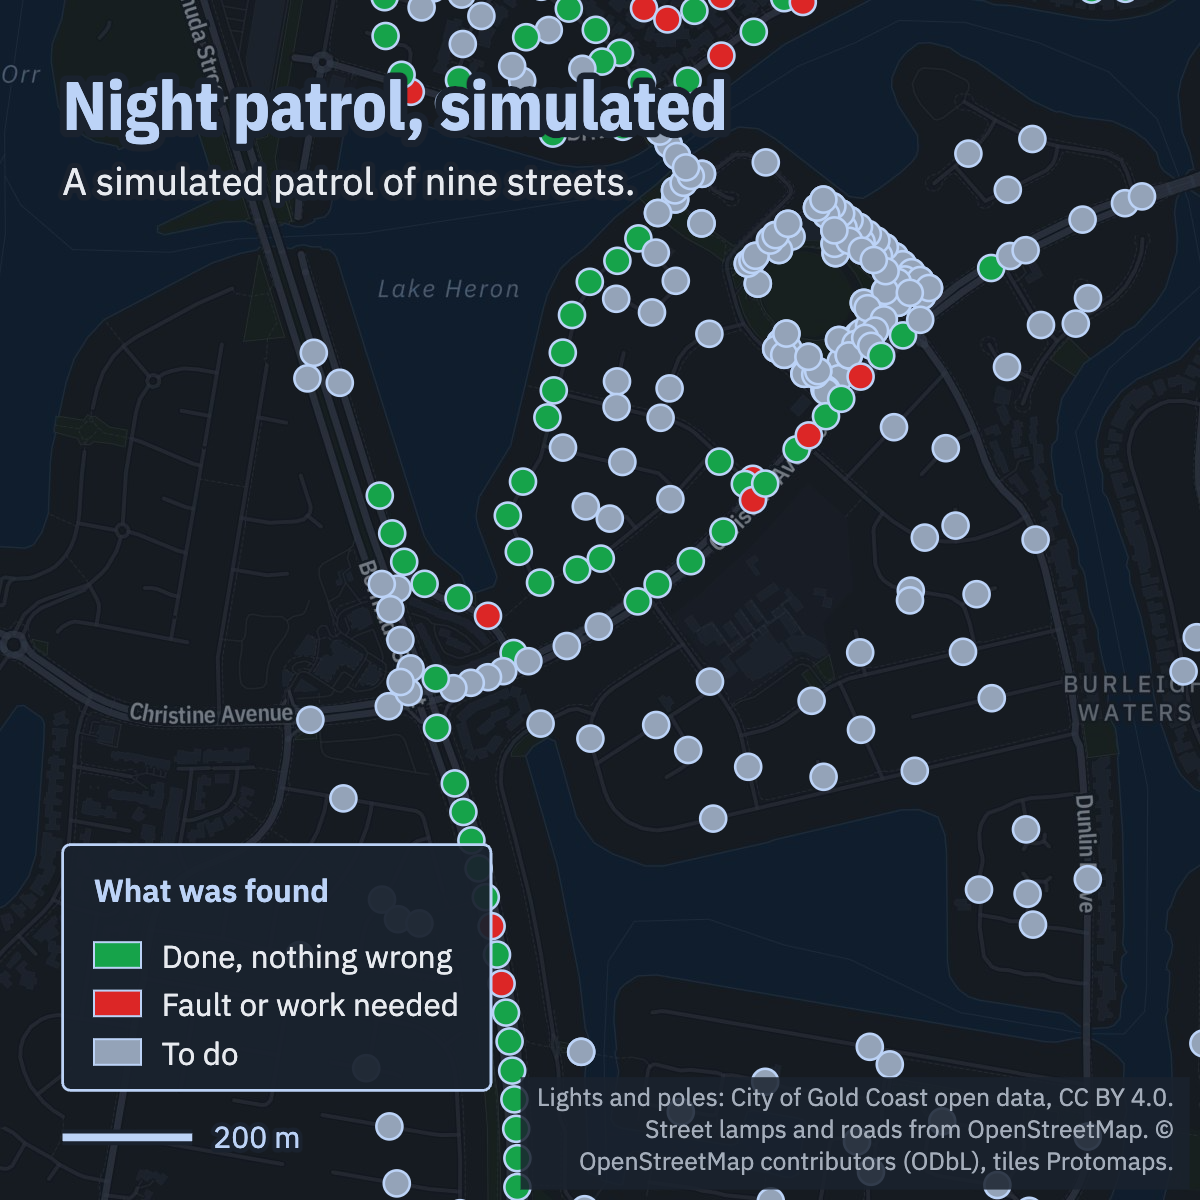 Orr
Night patrol, simulated
A simulated patrol of nine streets.
Lake Heron
Christine Avenue
BURLEIGH
WATERS
What was found
Done, nothing wrong
Fault or work needed
To do
200 m
Lights and poles: City of Gold Coast open data, CC BY 4.0.
Street lamps and roads from OpenStreetMap. ©
OpenStreetMap contributors (ODbL), tiles Protomaps.